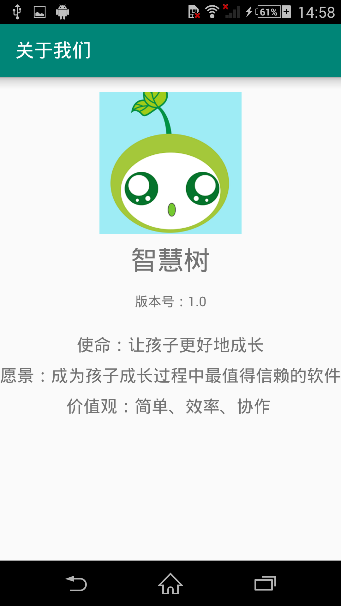 61% 14:58
关于我们
智慧树
版本号：1.0
使命：让孩子更好地成长
愿景：成为孩子成长过程中最值得信赖的软件
价值观：简单、效率、协作